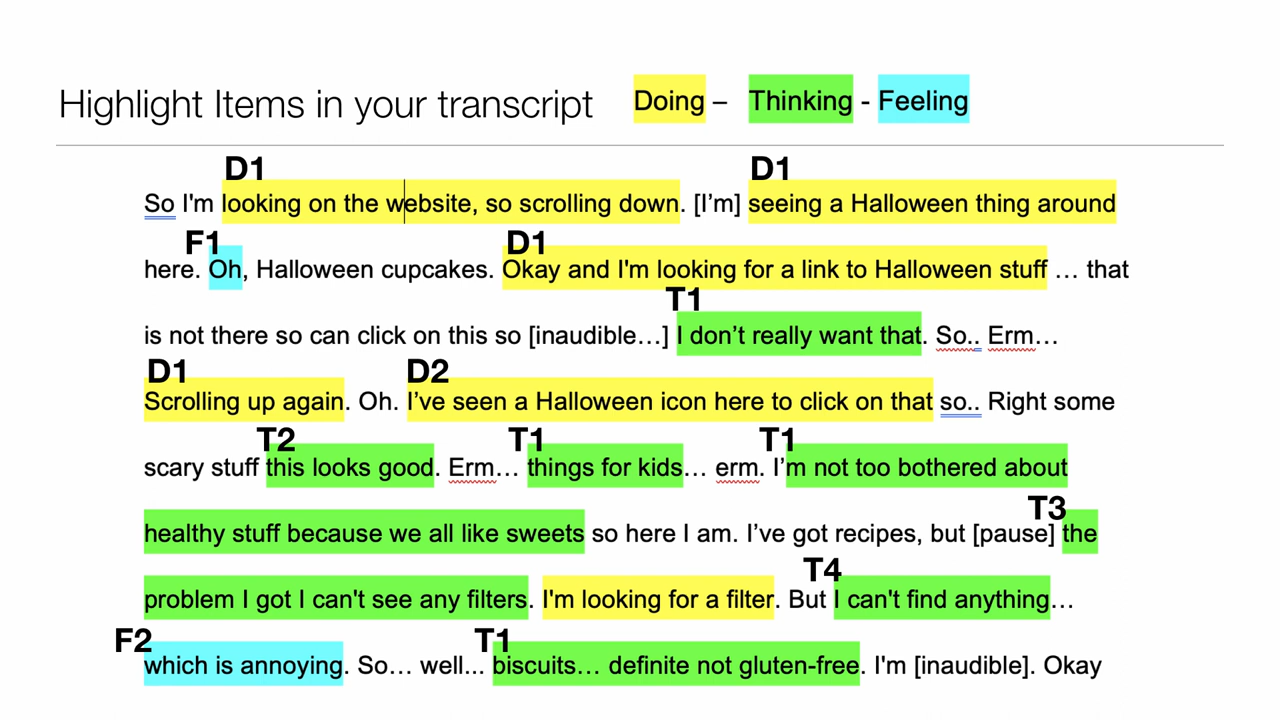 Highlight Items in your transcript Doing – Thinking - Feeling
D1 D1
So I'm looking on the website, so scrolling down. [I’m] seeing a Halloween thing around
F1 D1
here. Oh, Halloween cupcakes. Okay and I'm looking for a link to Halloween stuff … that
T1
is not there so can click on this so [inaudible…] I don’t really want that. So.. Erm…
D1 D2
Scrolling up again. Oh. I’ve seen a Halloween icon here to click on that so.. Right some
T2 T1 T1
scary stuff this looks good. Erm… things for kids… erm. I’m not too bothered about
T3
healthy stuff because we all like sweets so here I am. I’ve got recipes, but [pause] the
T4
problem I got I can't see any filters. I'm looking for a filter. But I can't find anything…
F2 T1
which is annoying. So… well... biscuits… definite not gluten-free. I'm [inaudible]. Okay